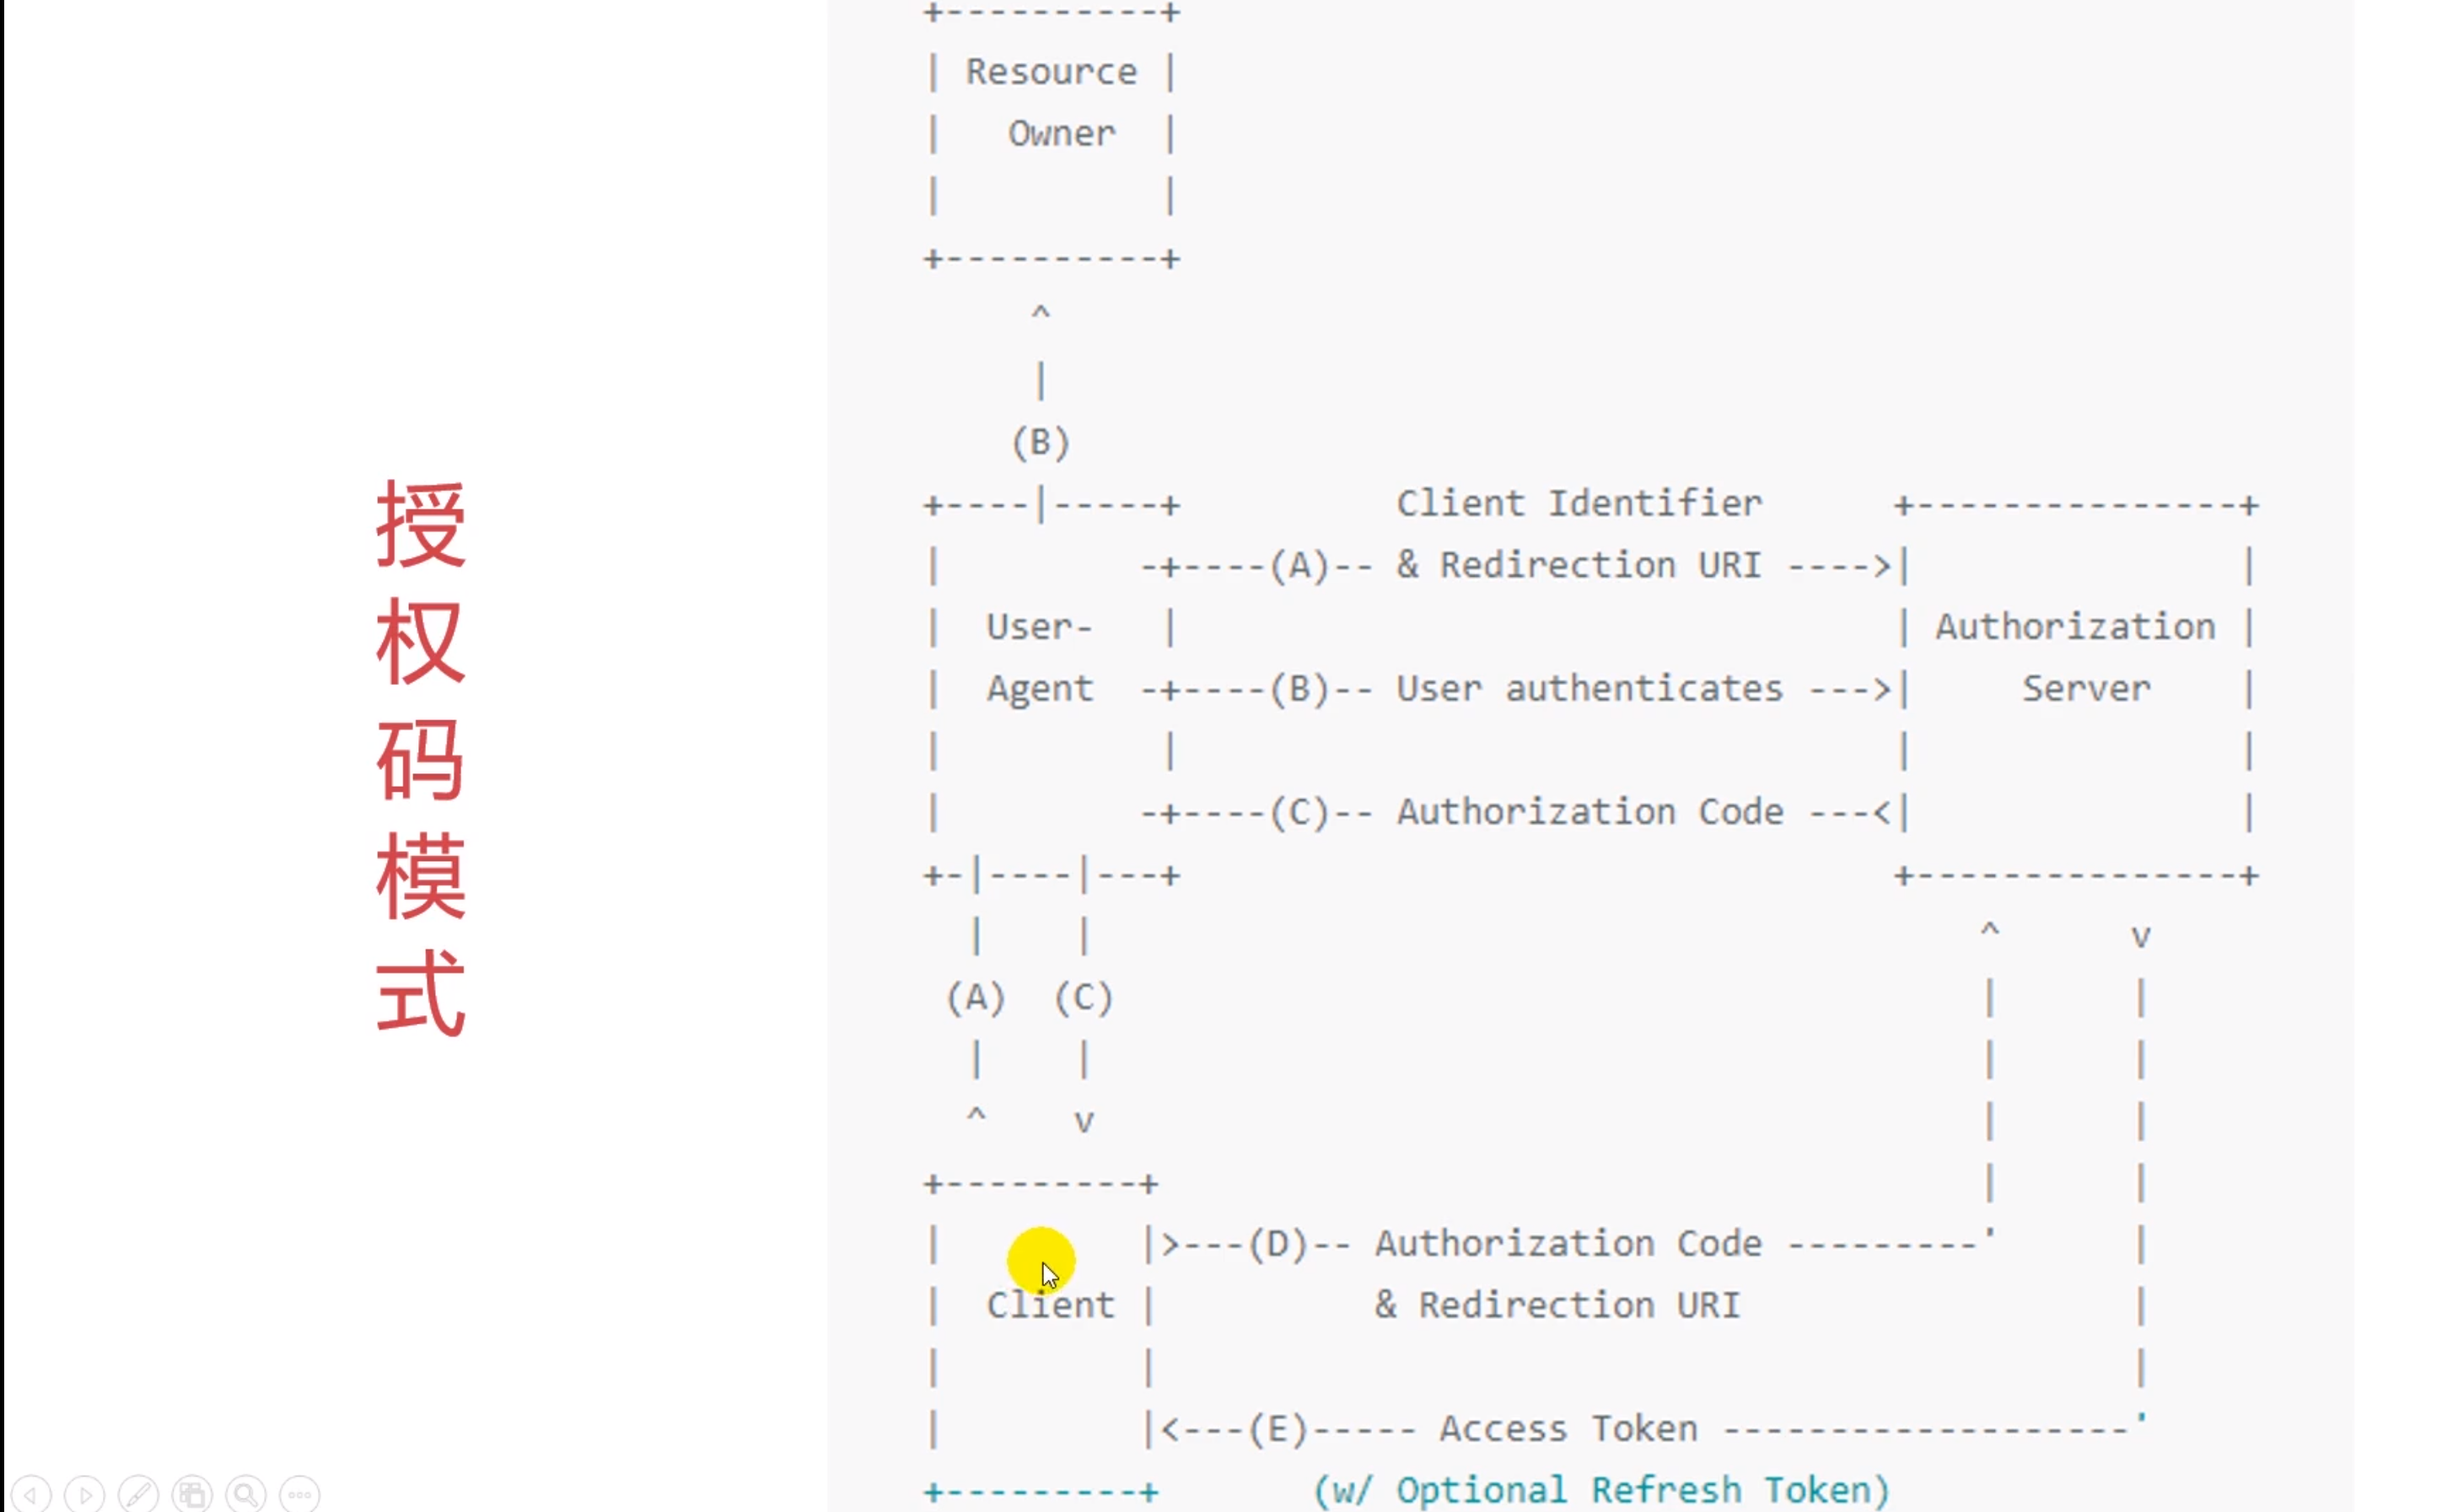 授
权
码
模
式
+----------+
| Resource |
|   Owner  |
|          |
+----------+
     ^
     |
    (B)
+----|-----+          Client Identifier      +---------------+
|         -+----(A)-- & Redirection URI ---->|               |
|  User-   |                                 | Authorization |
|  Agent  -+----(B)-- User authenticates --->|     Server    |
|          |                                 |               |
|         -+----(C)-- Authorization Code ---<|               |
+-|----|---+                                 +---------------+
  |    |                                         ^      v
 (A)  (C)                                        |      |
  |    |                                         |      |
  ^    v                                         |      |
+---------+                                      |      |
|         |>---(D)-- Authorization Code ---------'      |
|  Client |          & Redirection URI                  |
|         |                                             |
|         |<---(E)----- Access Token -------------------'
+---------+       (w/ Optional Refresh Token)